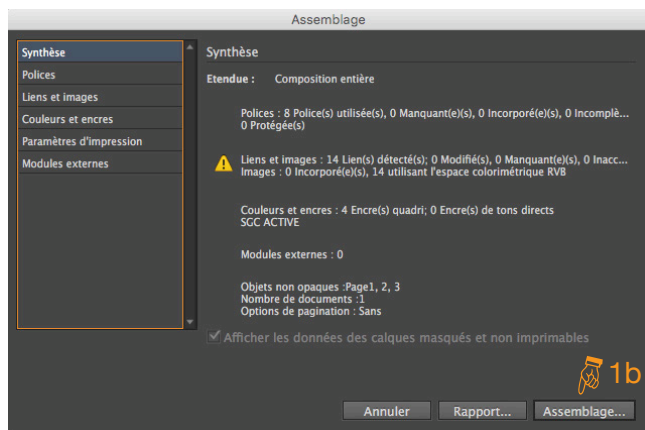 Assemblage
Synthèse
Polices
Liens et images
Couleurs et encres
Paramètres d'impression
Modules externes
Synthèse
Etendue : Composition entière
Polices : 8 Police(s) utilisée(s), 0 Manquant(e)(s), 0 Incorporé(e)(s), 0 Incomplè...
0 Protégée(s)
Liens et images : 14 Lien(s) détecté(s); 0 Modifié(s), 0 Manquant(e)(s), 0 Inacc...
Images : 0 Incorporé(e)(s), 14 utilisant l'espace colorimétrique RVB
Couleurs et encres : 4 Encre(s) quadri; 0 Encre(s) de tons directs
SGC ACTIVE
Modules externes : 0
Objets non opaques :Page1, 2, 3
Nombre de documents :1
Options de pagination : Sans
Afficher les données des calques masqués et non imprimables
1b
Annuler Rapport... Assemblage...